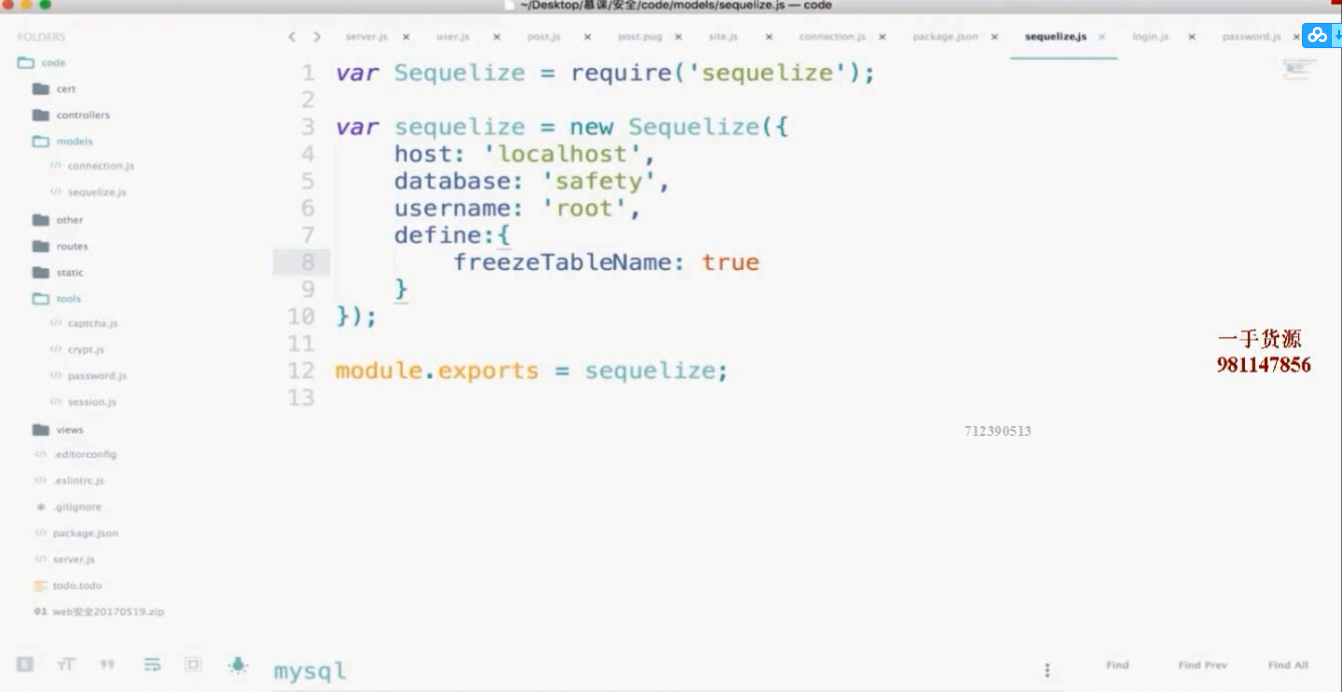 ~/Desktop/慕课/安全/code/models/sequelize.js — code
FOLDERS
code
cert
controllers
models
connection.js
sequelize.js
other
routes
static
tools
captcha.js
crypt.js
password.js
session.js
views
.editorconfig
.eslintrc.js
.gitignore
package.json
server.js
todo.todo
web安全20170519.zip
server.js × user.js × post.js × post.pug × site.js × connection.js × package.json × sequelize.js × login.js × password.js ×
1 var Sequelize = require('sequelize');
2
3 var sequelize = new Sequelize({
4 host: 'localhost',
5 database: 'safety',
6 username: 'root',
7 define:{
8 freezeTableName: true
9 }
10 });
11
12 module.exports = sequelize;
13
一手货源
981147856
712390513
mysql
Find Find Prev Find All